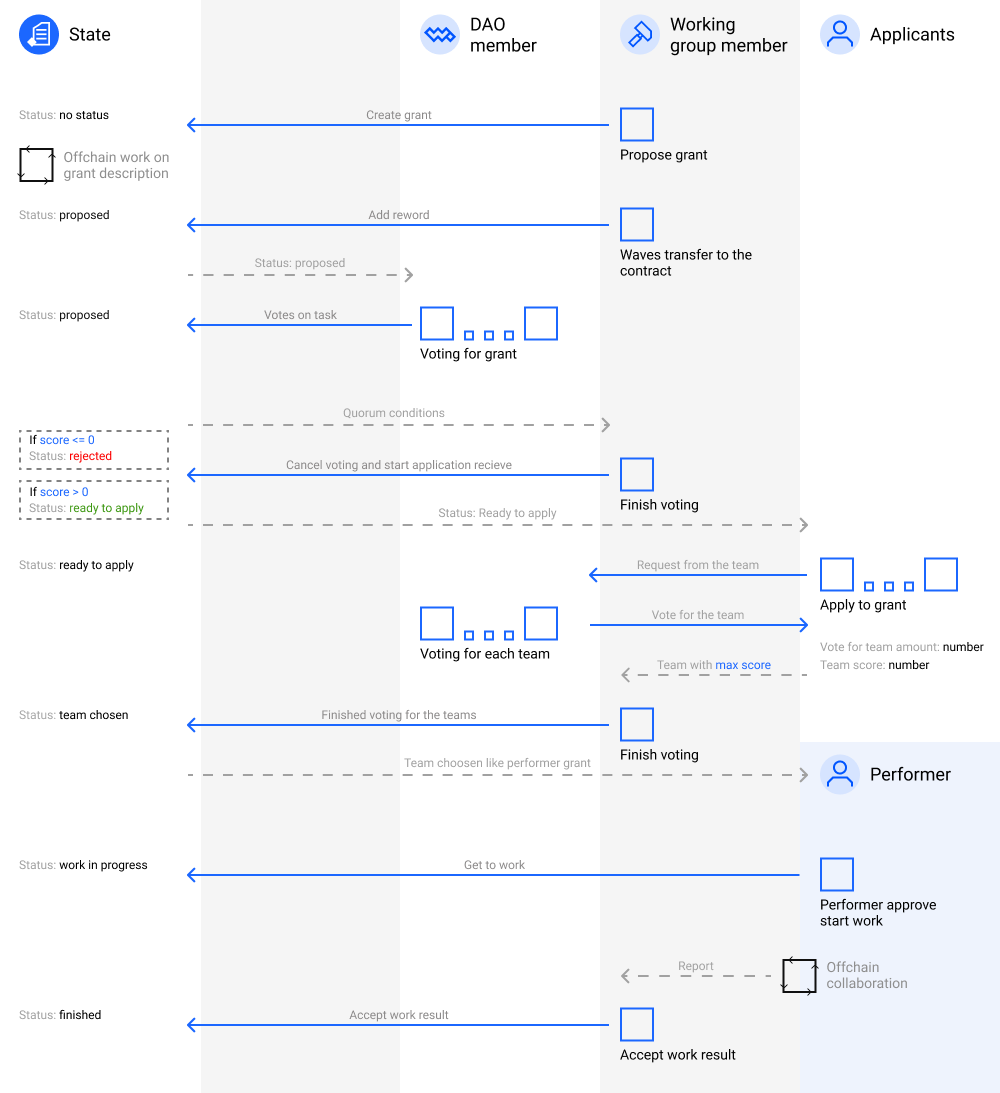 State
DAO
member
Working
group member
Applicants
Status: no status
Create grant
Propose grant
Offchain work on
grant description
Status: proposed
Add reword
Waves transfer to the
contract
Status: proposed
Status: proposed
Votes on task
Voting for grant
Quorum conditions
If score <= 0
Status: rejected
Cancel voting and start application recieve
Finish voting
If score > 0
Status: ready to apply
Status: Ready to apply
Status: ready to apply
Request from the team
Apply to grant
Vote for the team
Voting for each team
Vote for team amount: number
Team score: number
Team with max score
Status: team chosen
Finished voting for the teams
Finish voting
Team choosen like performer grant
Performer
Status: work in progress
Get to work
Performer approve
start work
Report
Offchain
collaboration
Status: finished
Accept work result
Accept work result